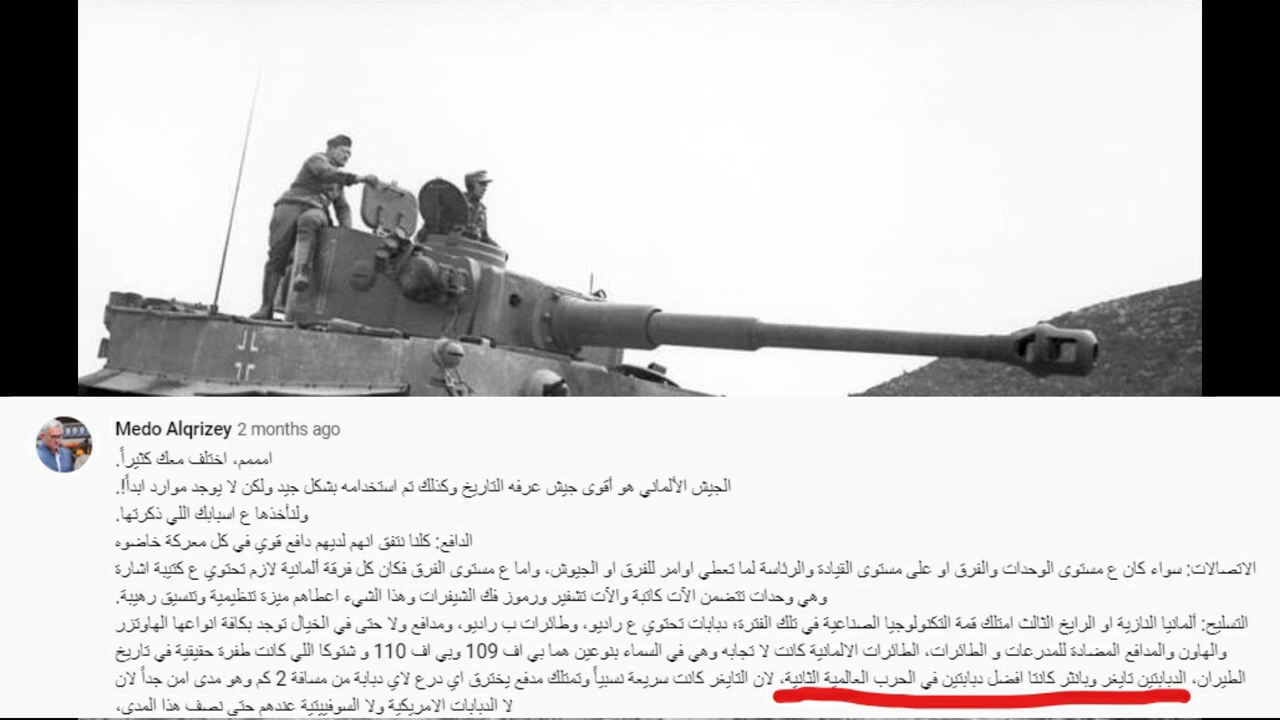 Medo Alqrizey 2 months ago
امممم، اختلف معك كثيراً.
الجيش الألماني هو أقوى جيش عرفه التاريخ وكذلك تم استخدامه بشكل جيد ولكن لا يوجد موارد ابداً!.
ولنأخذها ع اسبابك اللي ذكرتها.
الدافع: كلنا نتفق انهم لديهم دافع قوي في كل معركة خاضوه
الاتصالات: سواء كان ع مستوى الوحدات والفرق او على مستوى القيادة والرئاسة لما تعطي اوامر للفرق او الجيوش، واما ع مستوى الفرق فكان كل فرقة ألمانية لازم تحتوي ع كتيبة اشارة
وهي وحدات تتضمن الآت كاتبة والآت تشفير ورموز فك الشيفرات وهذا الشيء اعطاهم ميزة تنظيمية وتنسيق رهيبة.
التسليح: ألمانيا النازية او الرايخ الثالث امتلك قمة التكنولوجيا الصناعية في تلك الفترة؛ دبابات تحتوي ع راديو، وطائرات ب راديو، ومدافع ولا حتى في الخيال توجد بكافة انواعها الهاوتزر
والهاون والمدافع المضادة للمدرعات و الطائرات، الطائرات الالمانية كانت لا تجابه وهي في السماء بنوعين هما بي اف 109 وبي اف 110 و شتوكا اللي كانت طفرة حقيقية في تاريخ
الطيران، الدبابتين تايغر وبانثر كانتا افضل دبابتين في الحرب العالمية الثانية، لان التايغر كانت سريعة نسبياً وتمتلك مدفع يخترق اي درع لاي دبابة من مسافة 2 كم وهو مدى امن جداً لان
لا الدبابات الامريكية ولا السوفييتية عندهم حتى نصف هذا المدى،